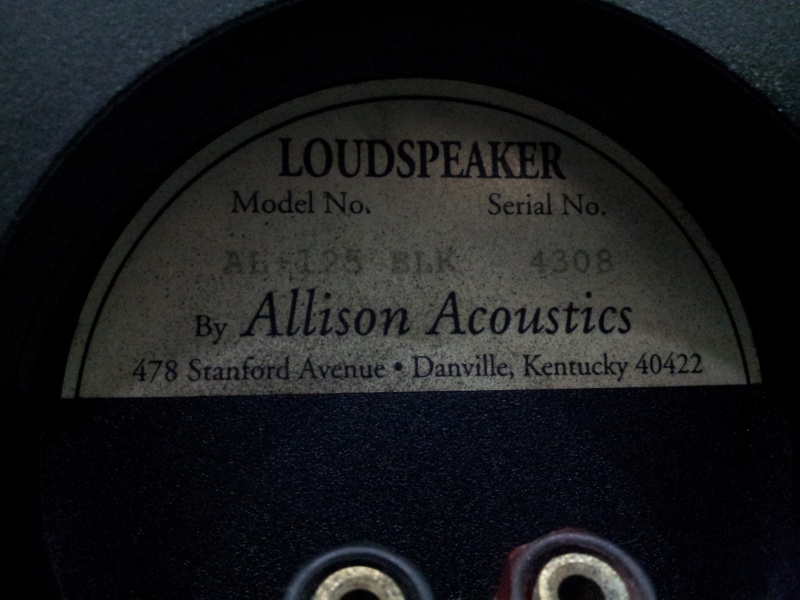 LOUDSPEAKER
Model No. Serial No.
AL+125 BLK 4308
By Allison Acoustics
478 Stanford Avenue • Danville, Kentucky 40422